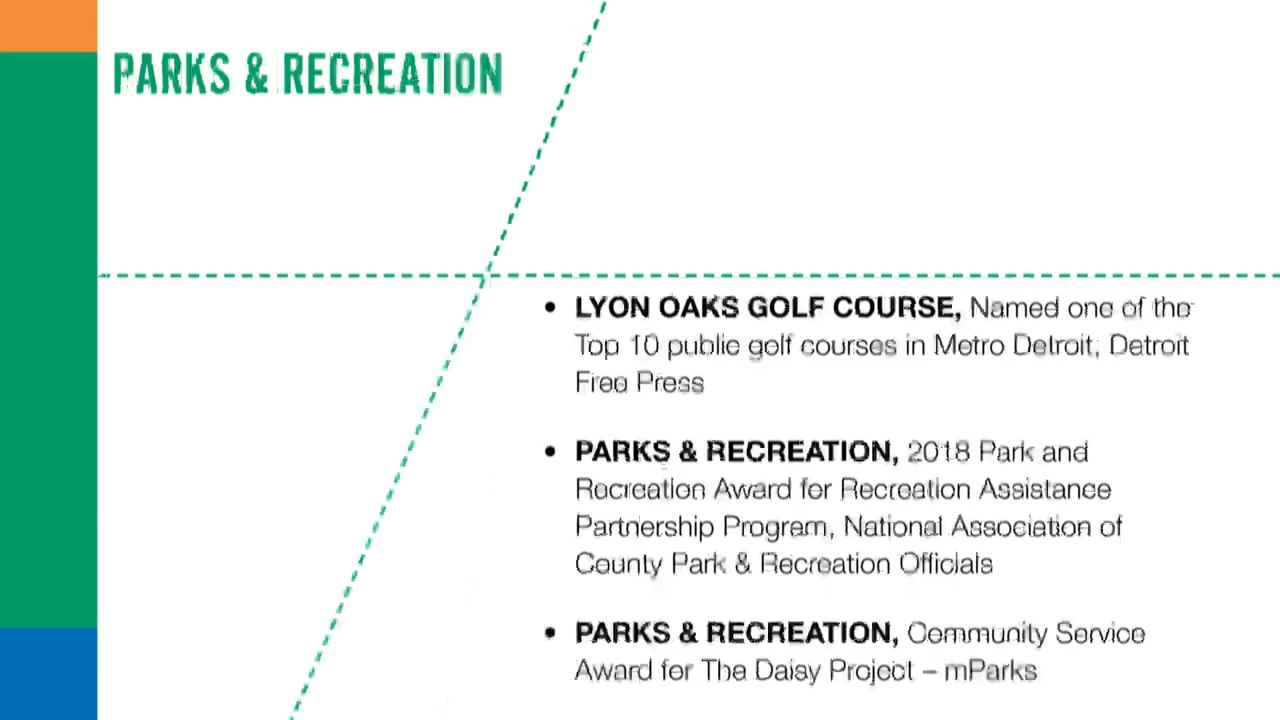 PARKS & RECREATION
• LYON OAKS GOLF COURSE, Named one of the
Top 10 public golf courses in Metro Detroit, Detroit
Free Press
• PARKS & RECREATION, 2018 Park and
Recreation Award for Recreation Assistance
Partnership Program, National Association of
County Park & Recreation Officials
• PARKS & RECREATION, Community Service
Award for The Daisy Project – mParks